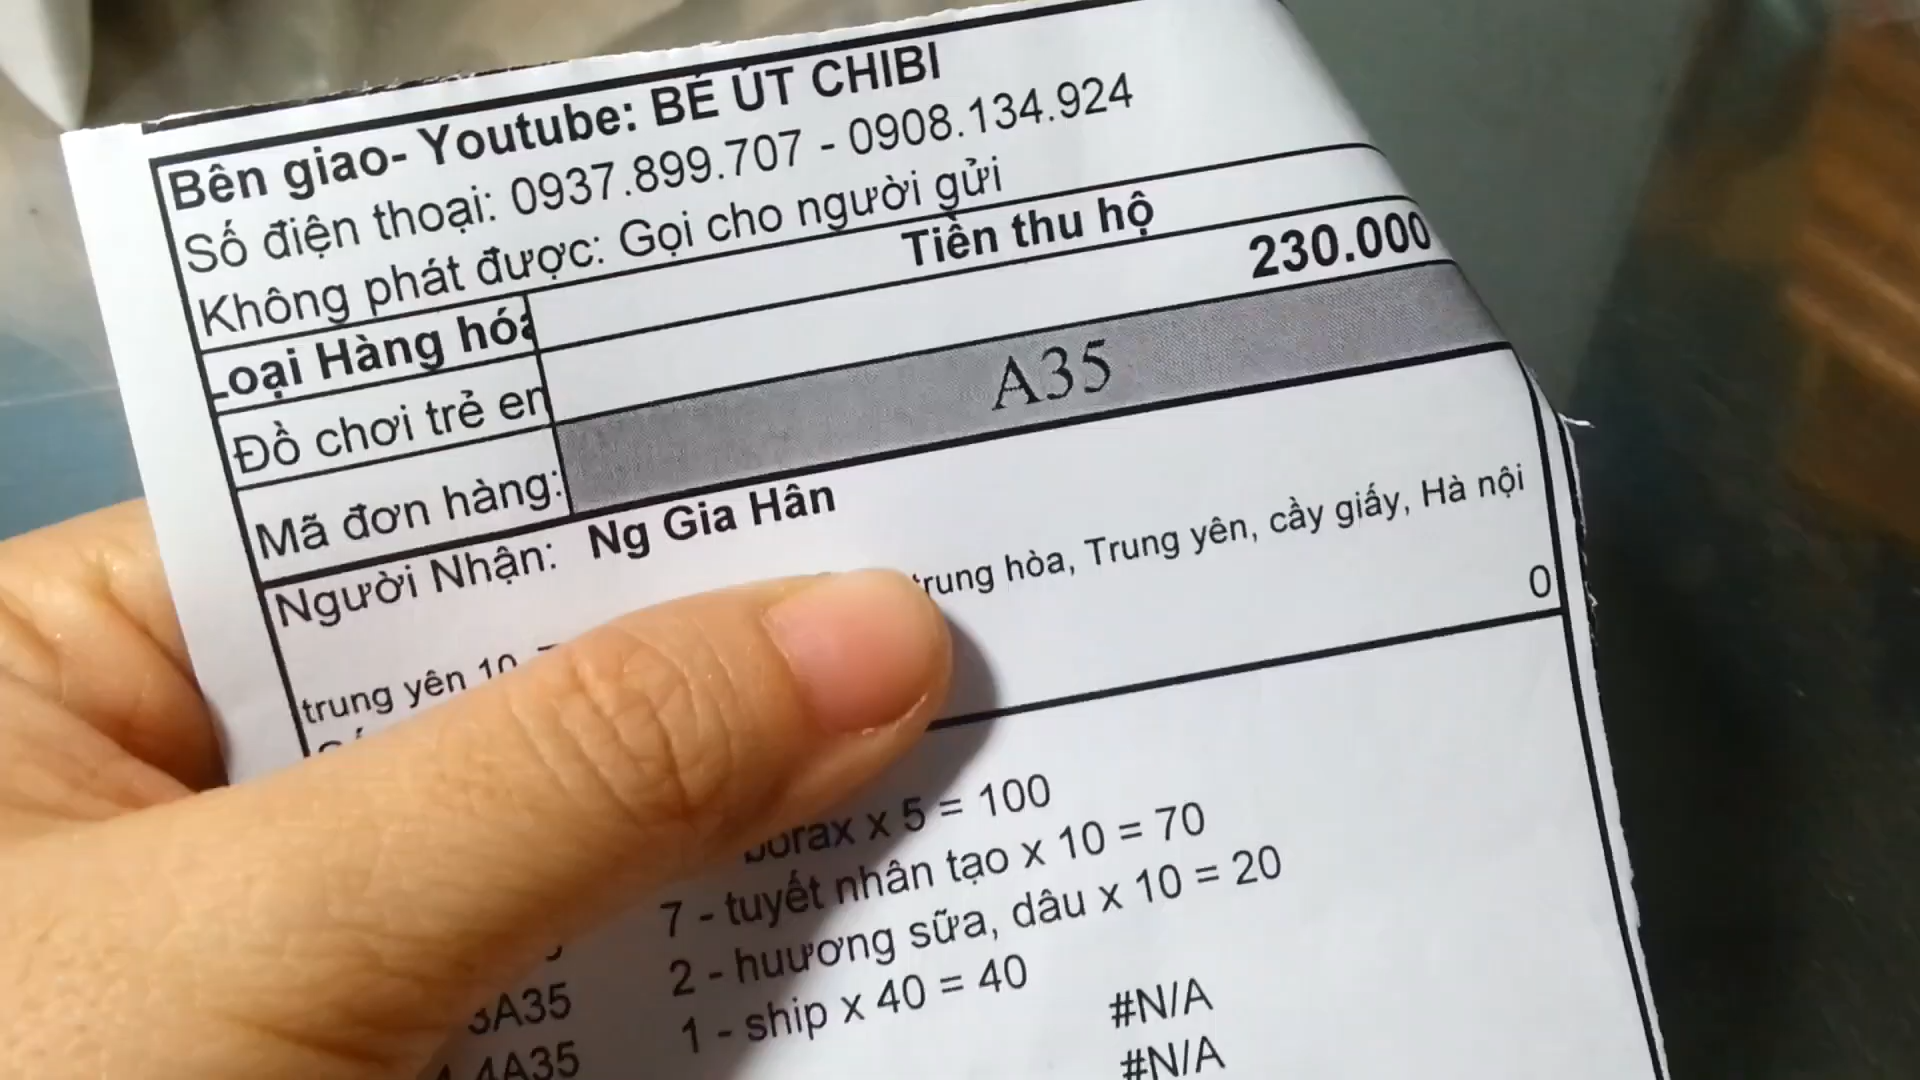 Bên giao- Youtube: BÉ ÚT CHIBI
Số điện thoại: 0937.899.707 - 0908.134.924
Không phát được: Gọi cho người gửi
Loại Hàng hóa Tiền thu hộ
Đồ chơi trẻ em 230.000
Mã đơn hàng: A35
Người Nhận: Ng Gia Hân
trung hòa, Trung yên, cầy giấy, Hà nội
trung yên 10
0
borax x 5 = 100
7 - tuyết nhân tạo x 10 = 70
2 - huương sữa, dâu x 10 = 20
3A35 1 - ship x 40 = 40
4A35 #N/A
#N/A